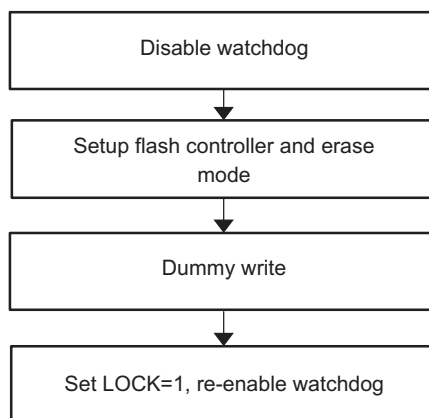 Disable watchdog
Setup flash controller and erase
mode
Dummy write
Set LOCK=1, re-enable watchdog